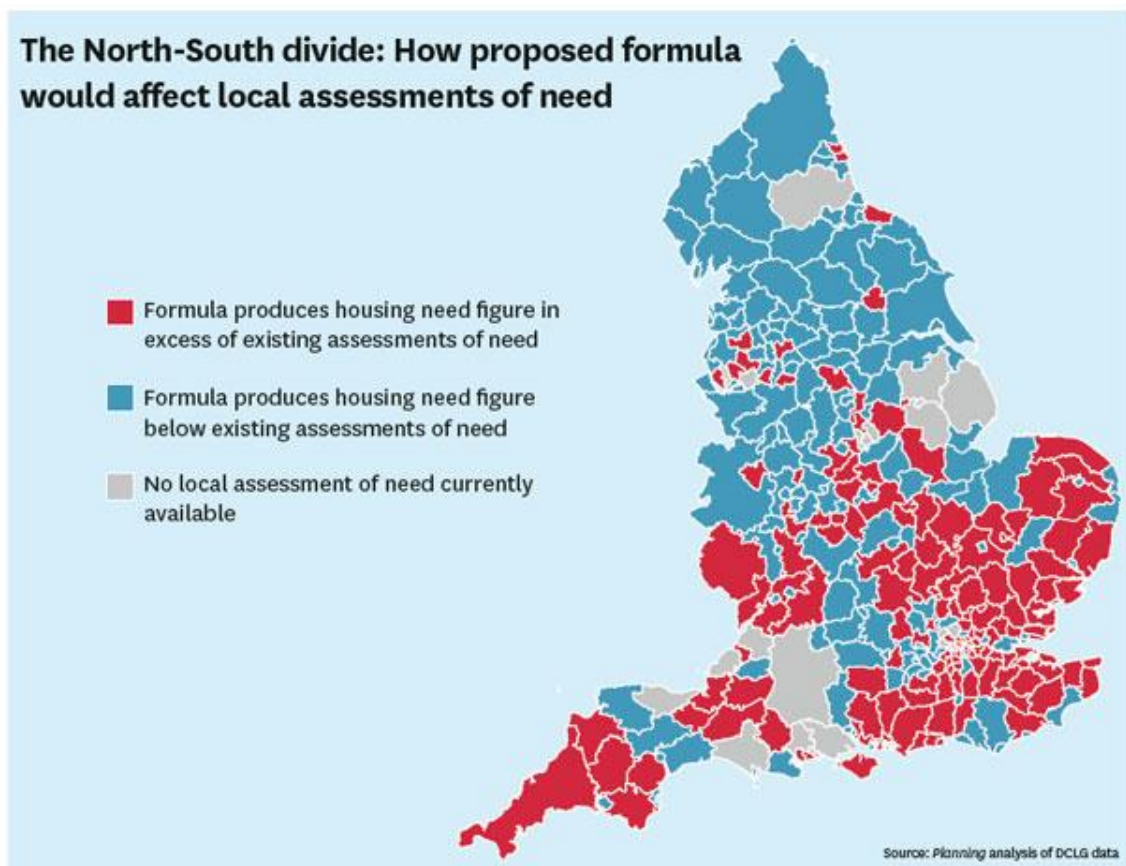 The North-South divide: How proposed formula
would affect local assessments of need
Formula produces housing need figure in
excess of existing assessments of need
Formula produces housing need figure
below existing assessments of need
No local assessment of need currently
available
Source: Planning analysis of DCLG data